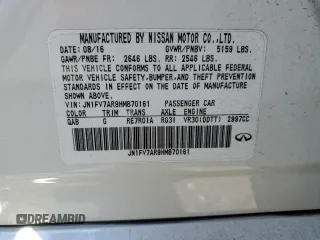 MANUFACTURED BY NISSAN MOTOR CO.,LTD.
DATE: 08/16 GVWR/PNBV: 5159 LBS.
GAWR/PNBE FR: 2646 LBS. RR: 2546 LBS.
THIS VEHICLE CONFORMS TO ALL APPLICABLE
FEDERAL MOTOR VEHICLE
SAFETY,BUMPER,AND THEFT PREVENTION
STANDARDS IN EFFECT ON THE DATE OF
MANUFACTURE SHOWN ABOVE.
VIN: JN1FV7AR9HM870161 PASSENGER CAR
COLOR TRIM TRANS AXLE ENGINE
QAB G RE7R01A RG31 VR30(DDTT) 2997CC
JN1FV7AR9HM870161
DREAMBID